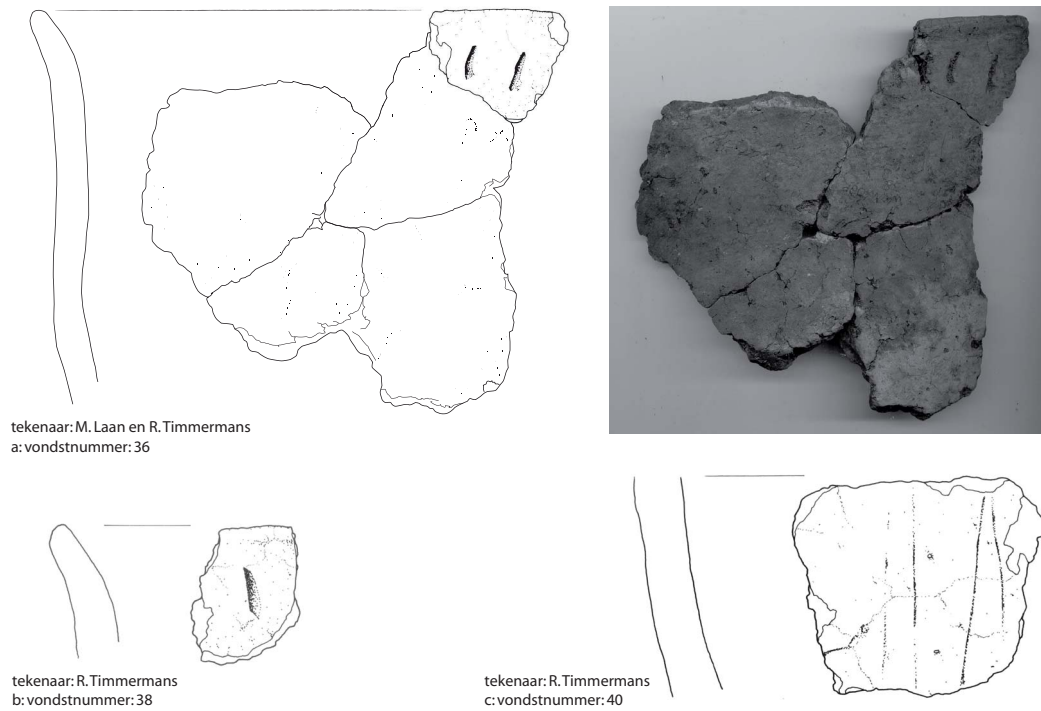 tekenaar: M. Laan en R. Timmermans
a: vondstnummer: 36
tekenaar: R. Timmermans
b: vondstnummer: 38
tekenaar: R. Timmermans
c: vondstnummer: 40